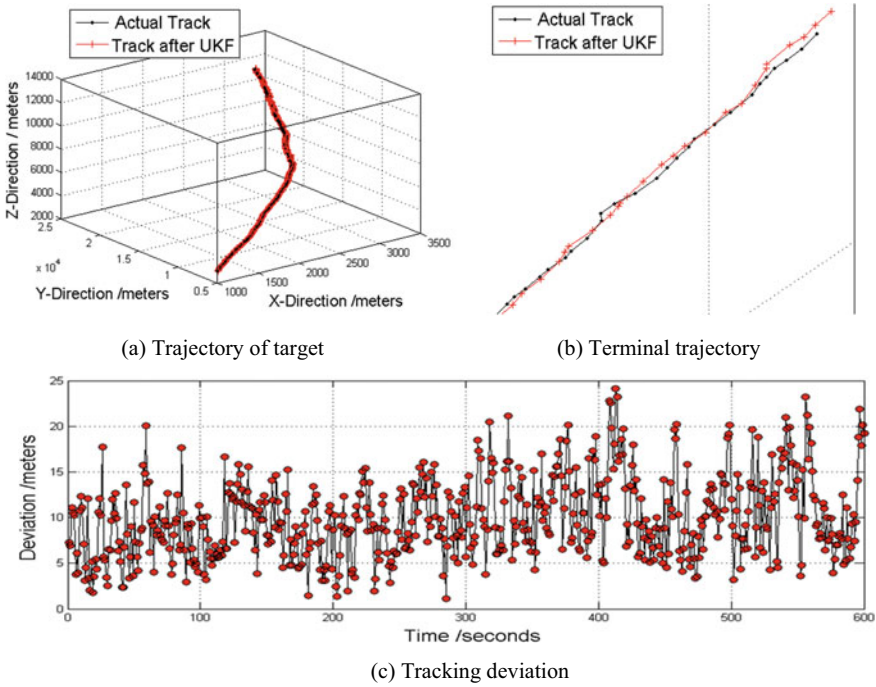 Actual Track
Track after UKF
Z-Direction / meters
14000
12000
10000
8000
6000
4000
2000
2.5
2
1.5
1
0.5
x 10⁴
Y-Direction /meters
1000
1500
2000
2500
3000
3500
X-Direction /meters
(a) Trajectory of target
Actual Track
Track after UKF
(b) Terminal trajectory
Deviation /meters
25
20
15
10
5
0
0
100
200
300
400
500
600
Time /seconds
(c) Tracking deviation